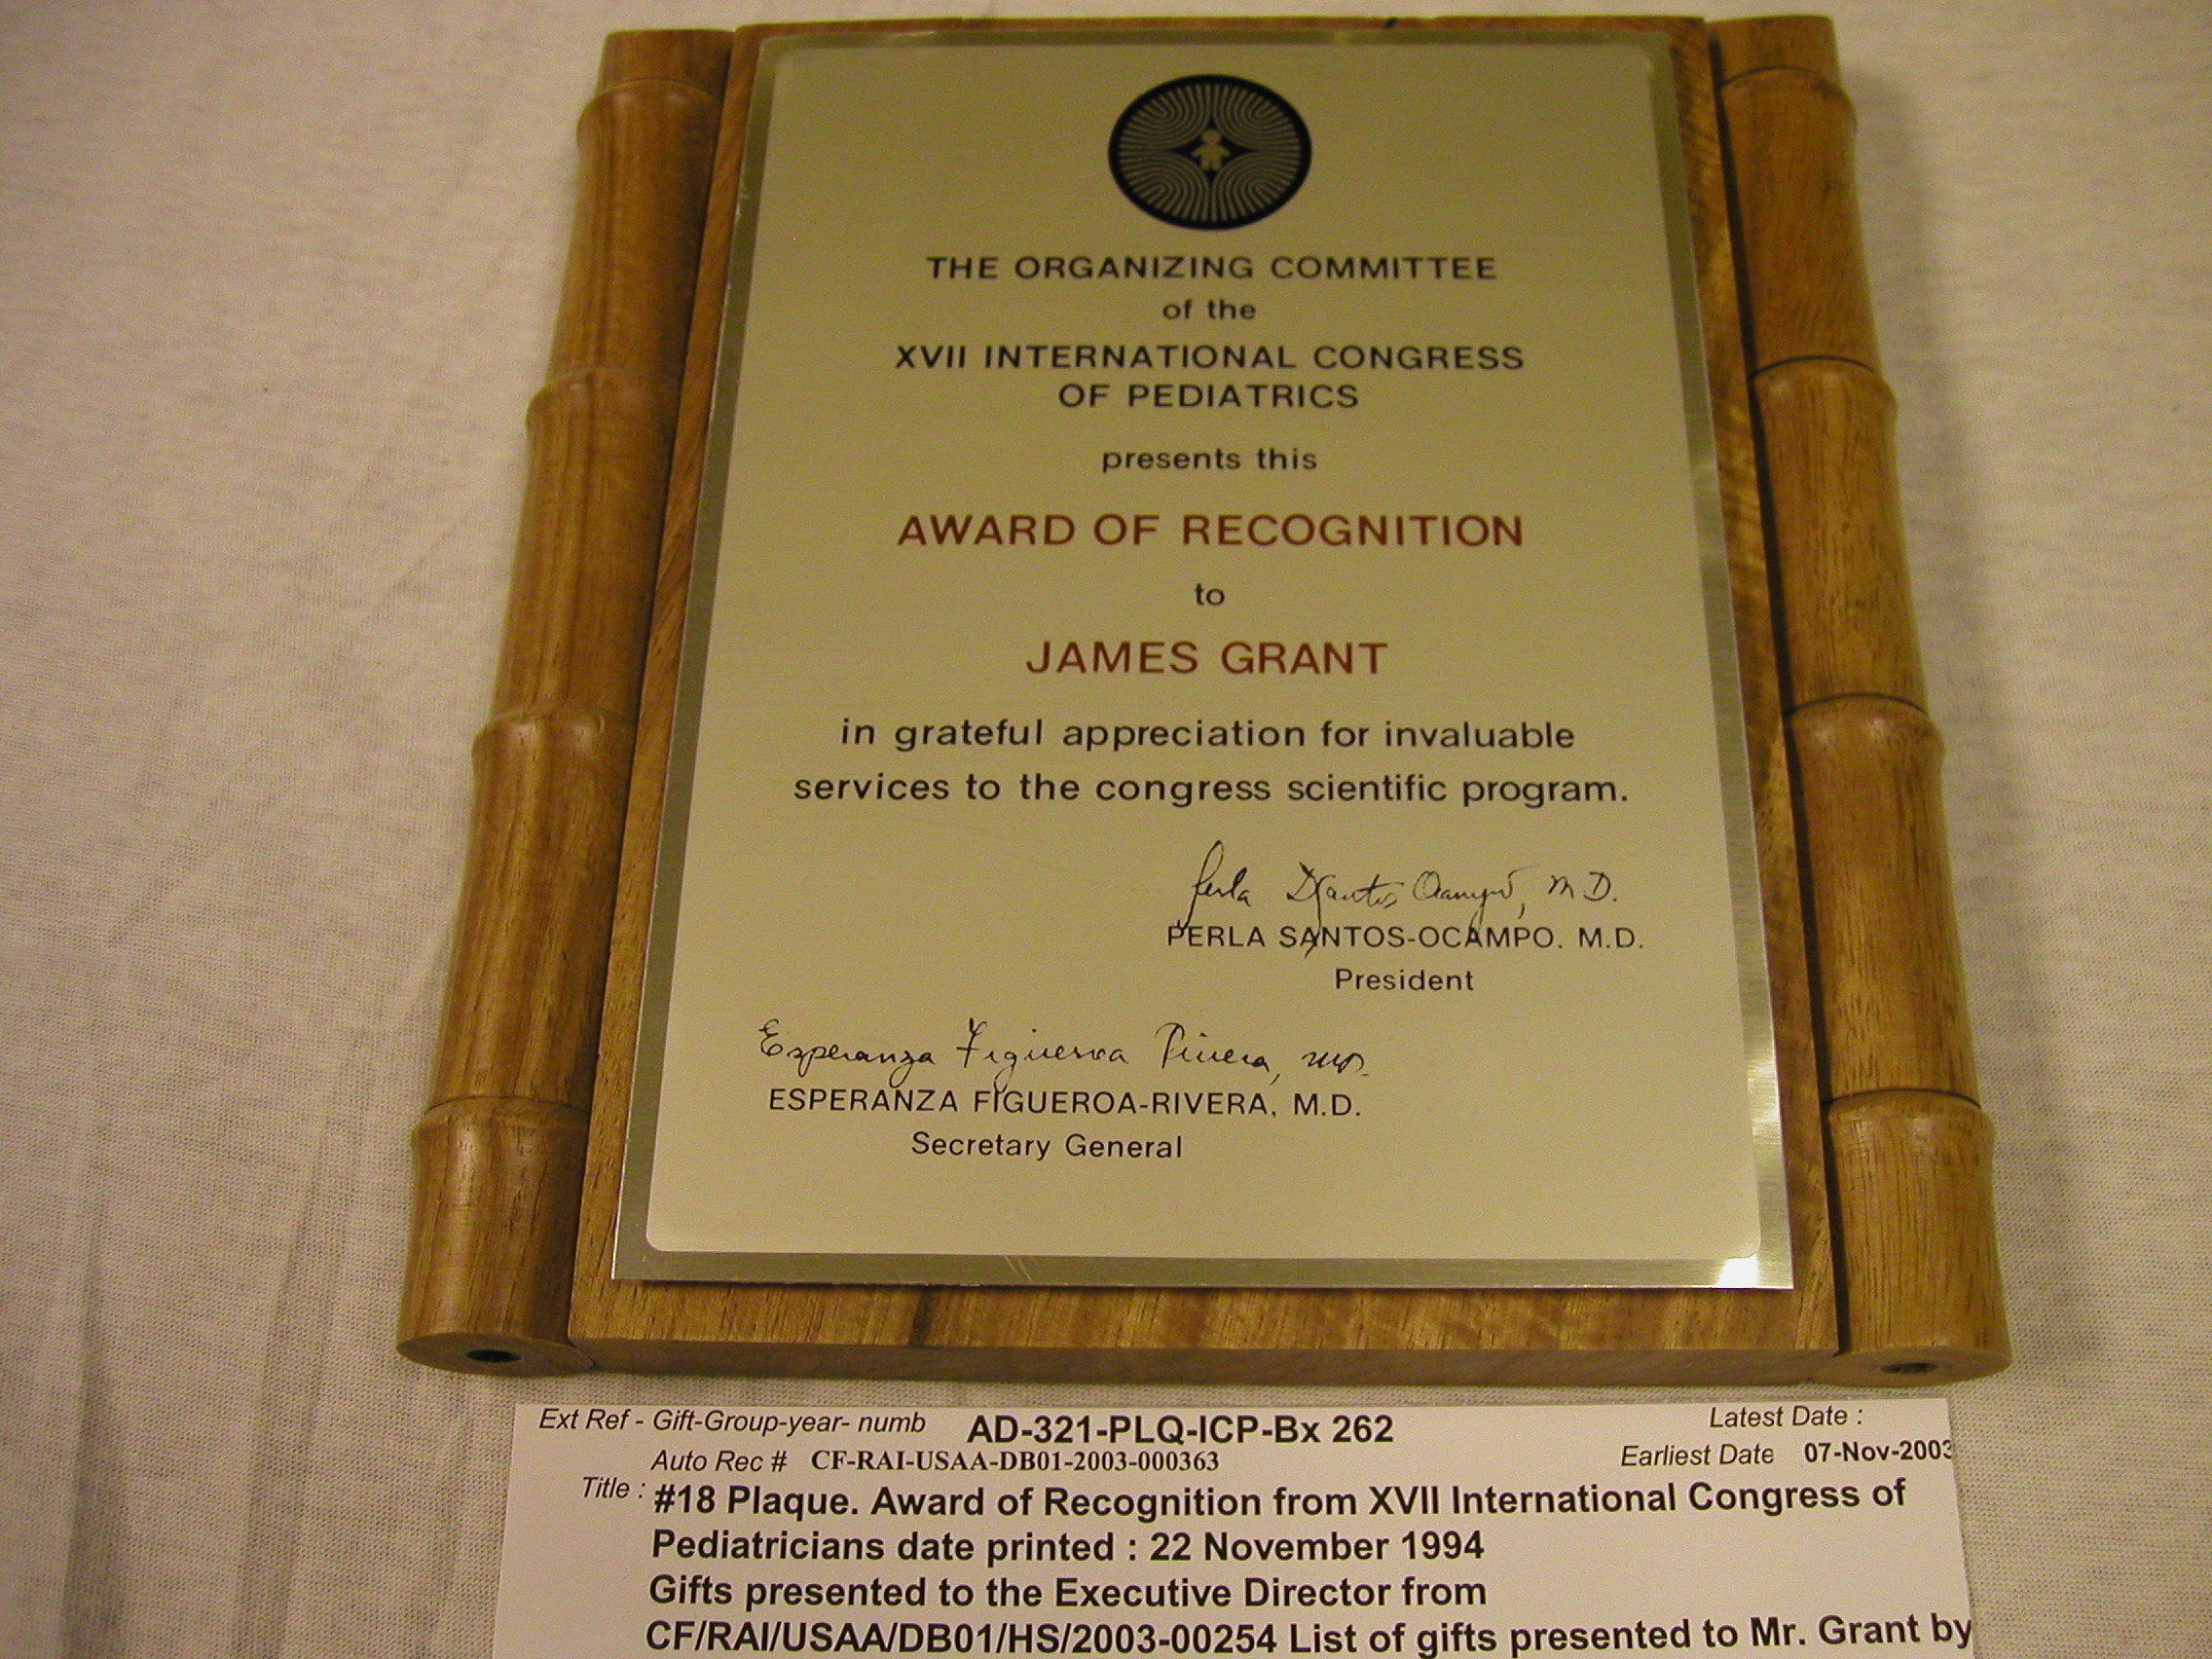 THE ORGANIZING COMMITTEE
of the
XVII INTERNATIONAL CONGRESS
OF PEDIATRICS
presents this
AWARD OF RECOGNITION
to
JAMES GRANT
in grateful appreciation for invaluable
services to the congress scientific program.
Perla D Santos Ocampo, M.D.
PERLA SANTOS-OCAMPO, M.D.
President
Esperanza Figueroa Rivera, MD.
ESPERANZA FIGUEROA-RIVERA, M.D.
Secretary General
Ext Ref - Gift-Group-year- numb AD-321-PLQ-ICP-Bx 262 Latest Date :
Auto Rec # CF-RAI-USAA-DB01-2003-000363 Earliest Date 07-Nov-2003
Title : #18 Plaque. Award of Recognition from XVII International Congress of
Pediatricians date printed : 22 November 1994
Gifts presented to the Executive Director from
CF/RAI/USAA/DB01/HS/2003-00254 List of gifts presented to Mr. Grant by